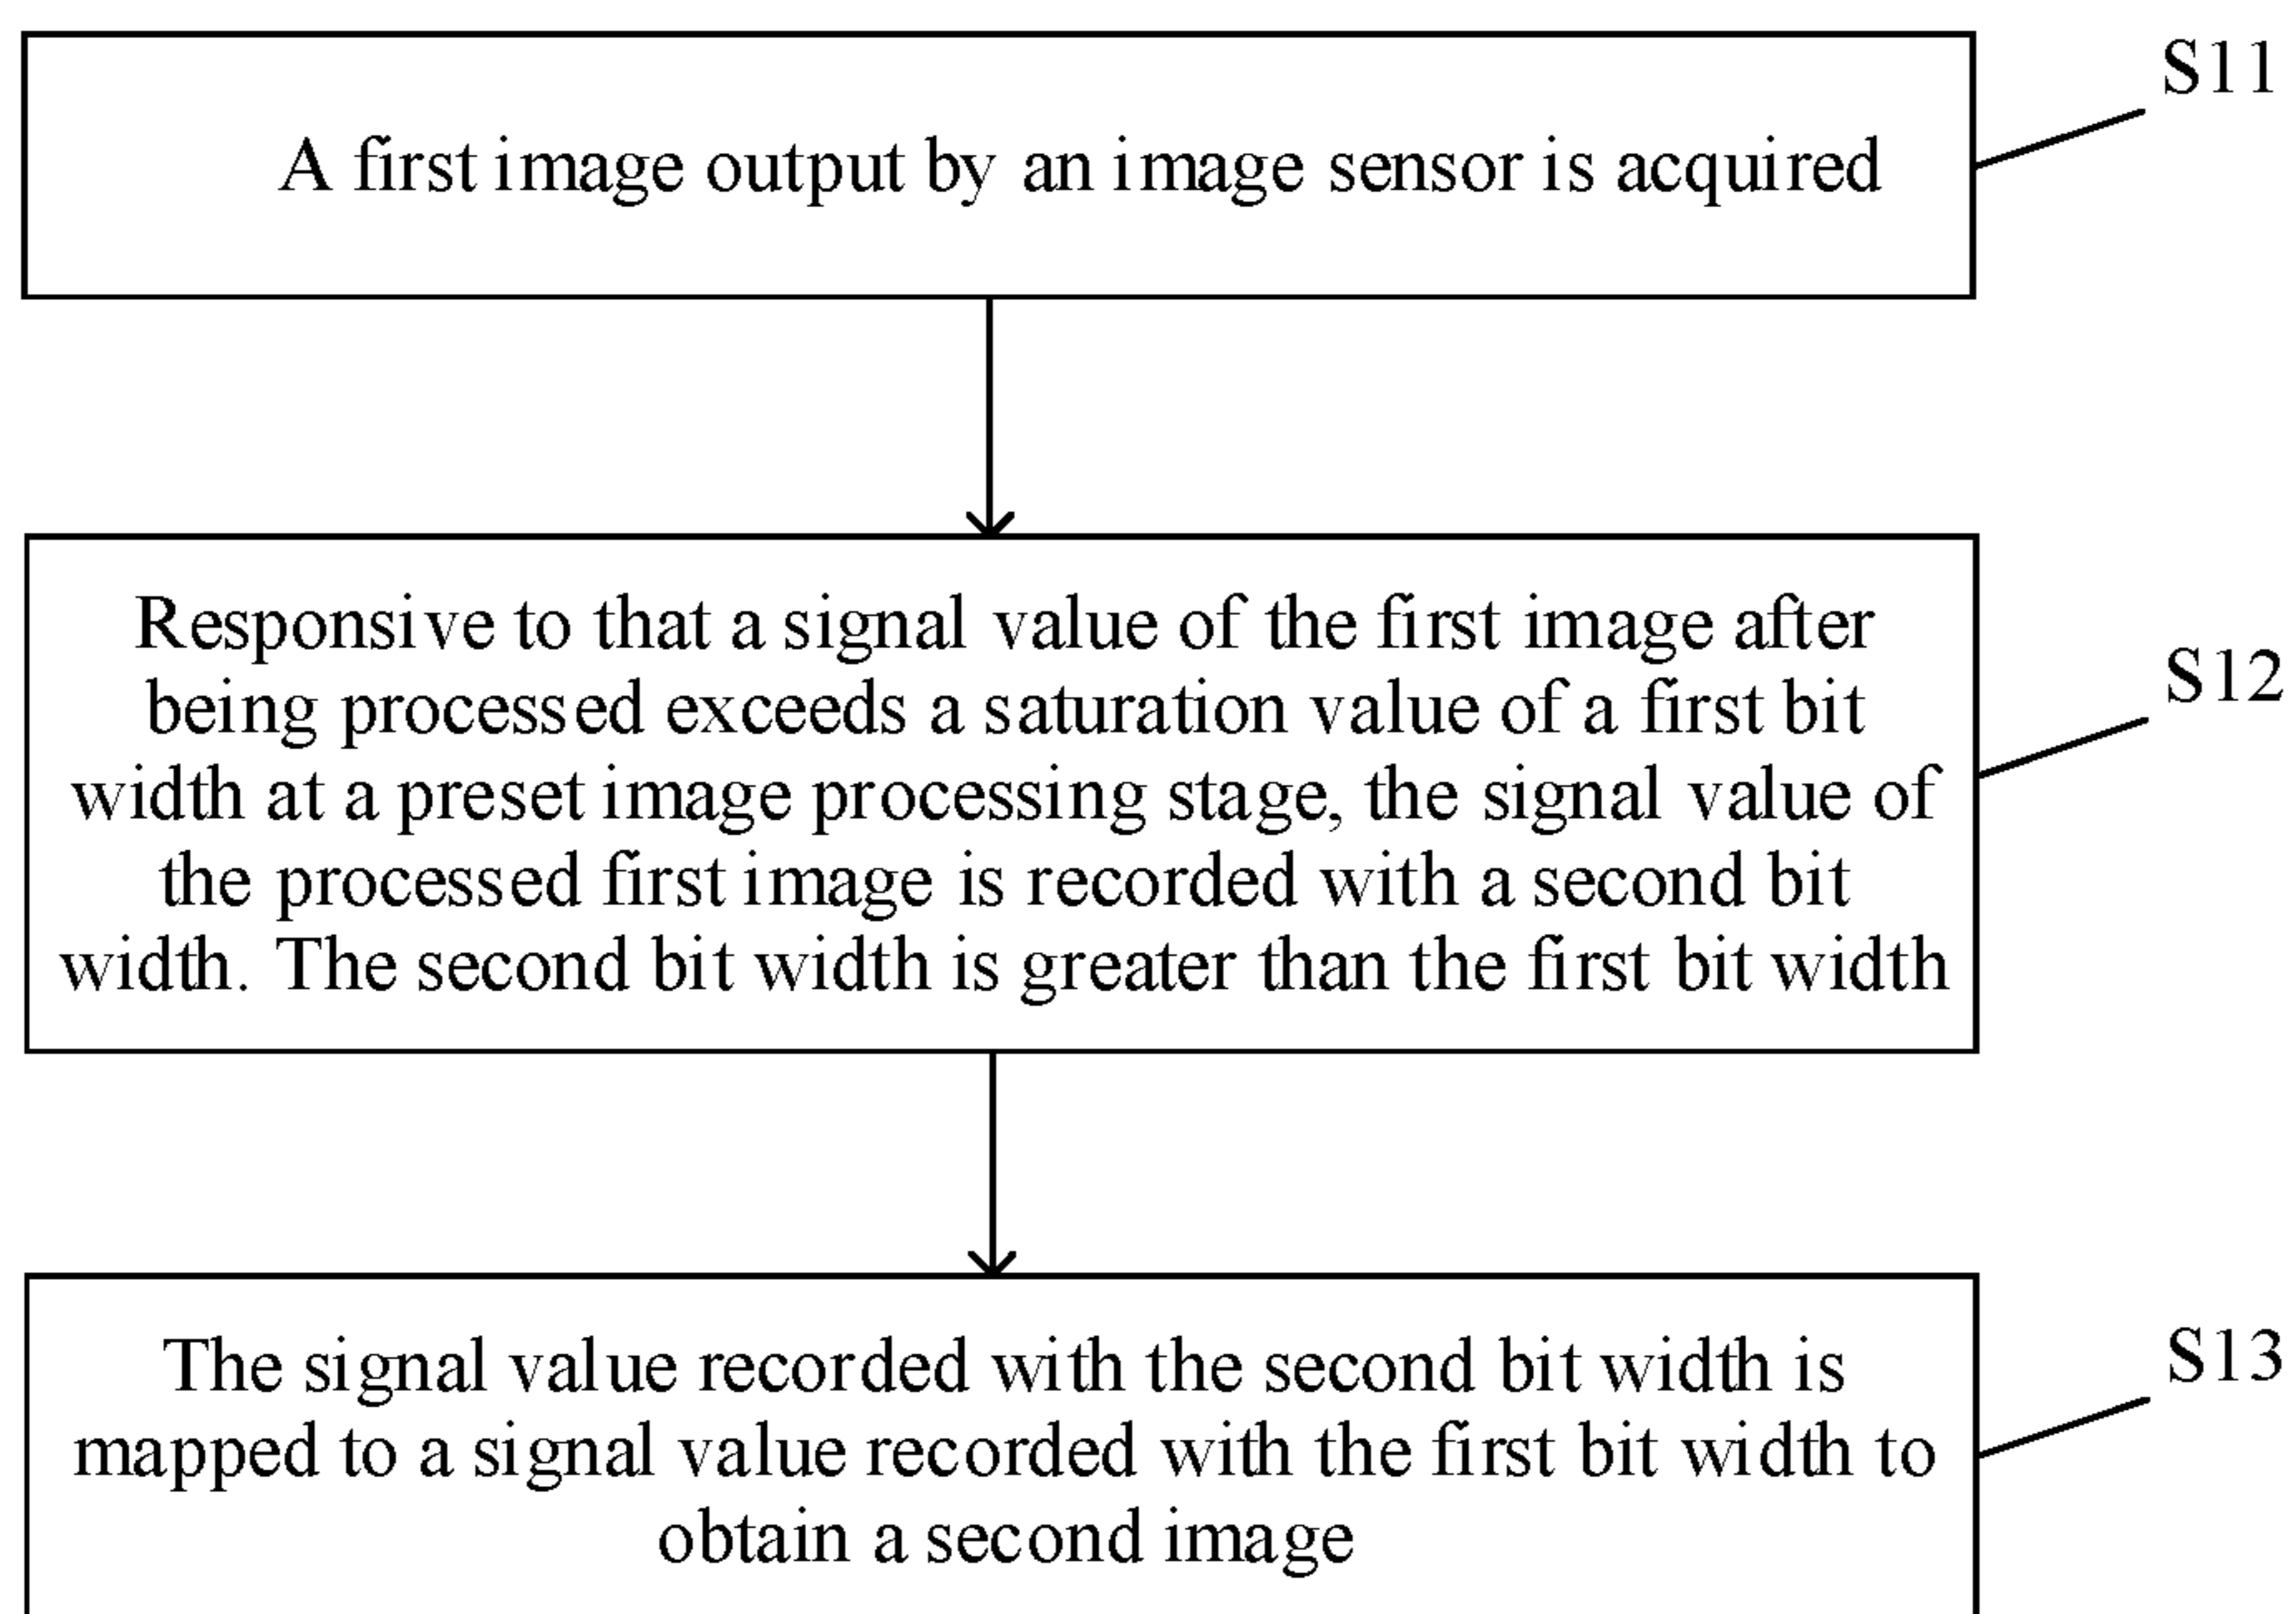 S11
A first image output by an image sensor is acquired
Responsive to that a signal value of the first image after
being processed exceeds a saturation value of a first bit
width at a preset image processing stage, the signal value of
the processed first image is recorded with a second bit
width. The second bit width is greater than the first bit width
S12
The signal value recorded with the second bit width is
mapped to a signal value recorded with the first bit width to
obtain a second image
S13